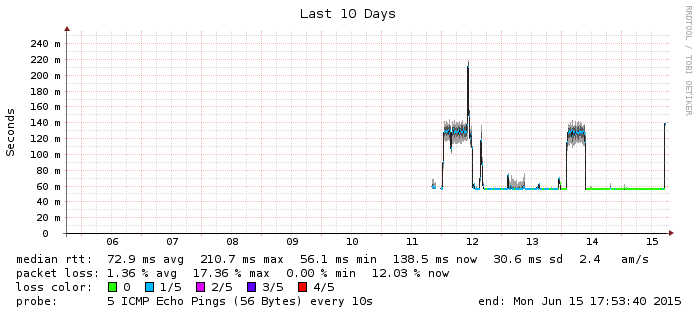 Last 10 Days
RRDTOOL / TOBI OETIKER
Seconds
240 m
220 m
200 m
180 m
160 m
140 m
120 m
100 m
80 m
60 m
40 m
20 m
0
06 07 08 09 10 11 12 13 14 15
median rtt: 72.9 ms avg 210.7 ms max 56.1 ms min 138.5 ms now 30.6 ms sd 2.4 am/s
packet loss: 1.36 % avg 17.36 % max 0.00 % min 12.03 % now
loss color: 0 1/5 2/5 3/5 4/5
probe: 5 ICMP Echo Pings (56 Bytes) every 10s end: Mon Jun 15 17:53:40 2015